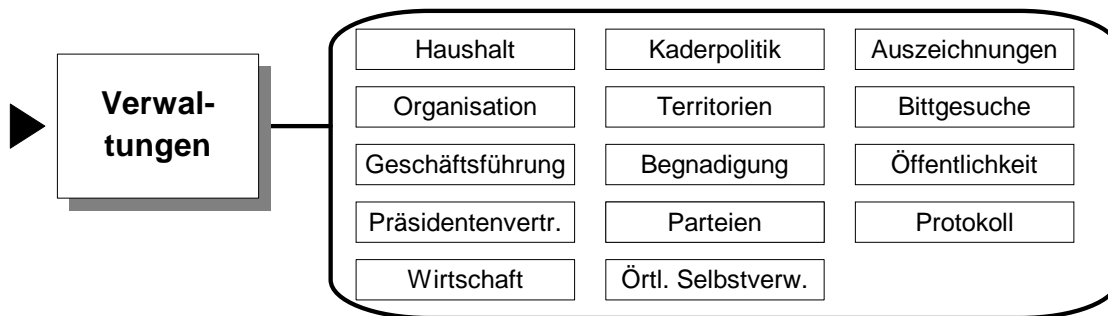 Verwal-
tungen
Haushalt
Kaderpolitik
Auszeichnungen
Organisation
Territorien
Bittgesuche
Geschäftsführung
Begnadigung
Öffentlichkeit
Präsidentenvertr.
Parteien
Protokoll
Wirtschaft
Örtl. Selbstverw.